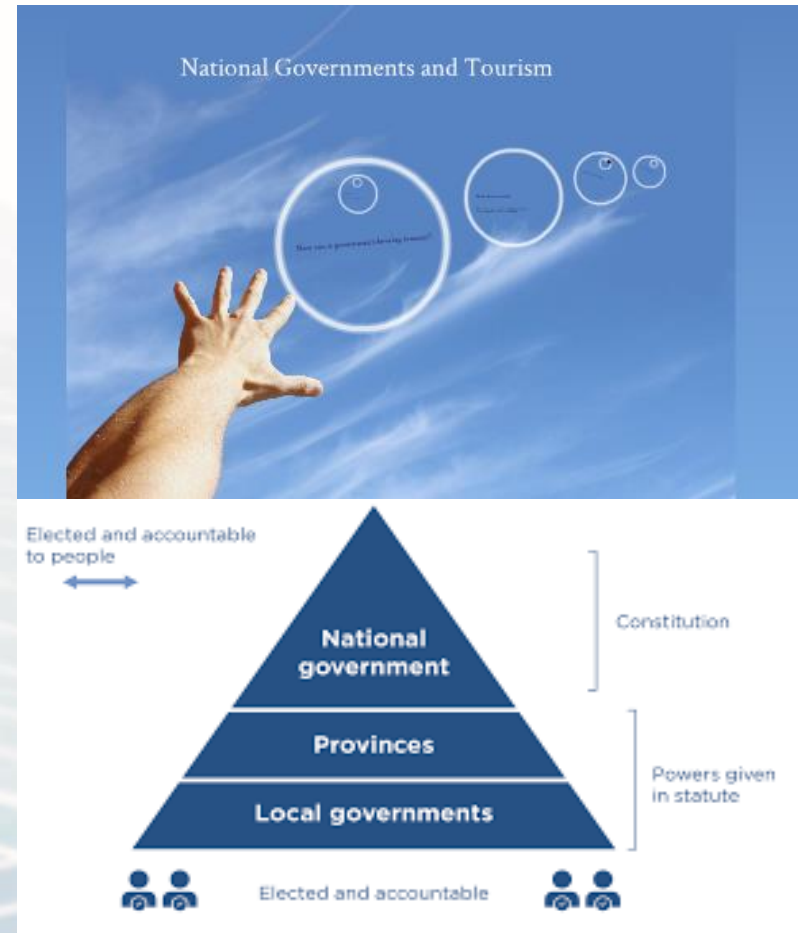 National Governments and Tourism
Elected and accountable
to people
National
government
Constitution
Provinces
Powers given
in statute
Local governments
Elected and accountable